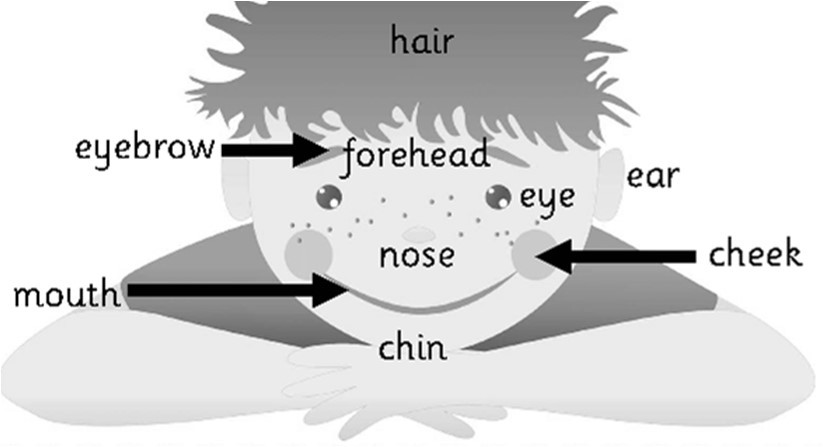 hair
eyebrow
forehead
ear
eye
nose
cheek
mouth
chin